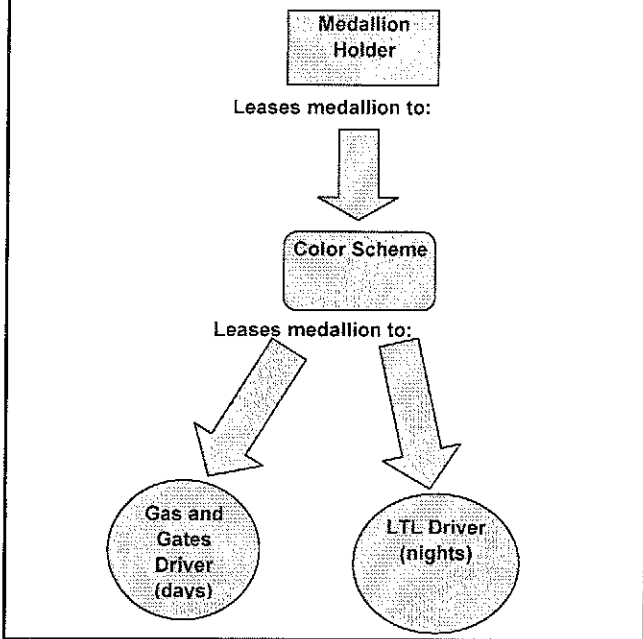 Medallion
Holder
Leases medallion to:
Color Scheme
Leases medallion to:
Gas and
Gates
Driver
(days)
LTL Driver
(nights)